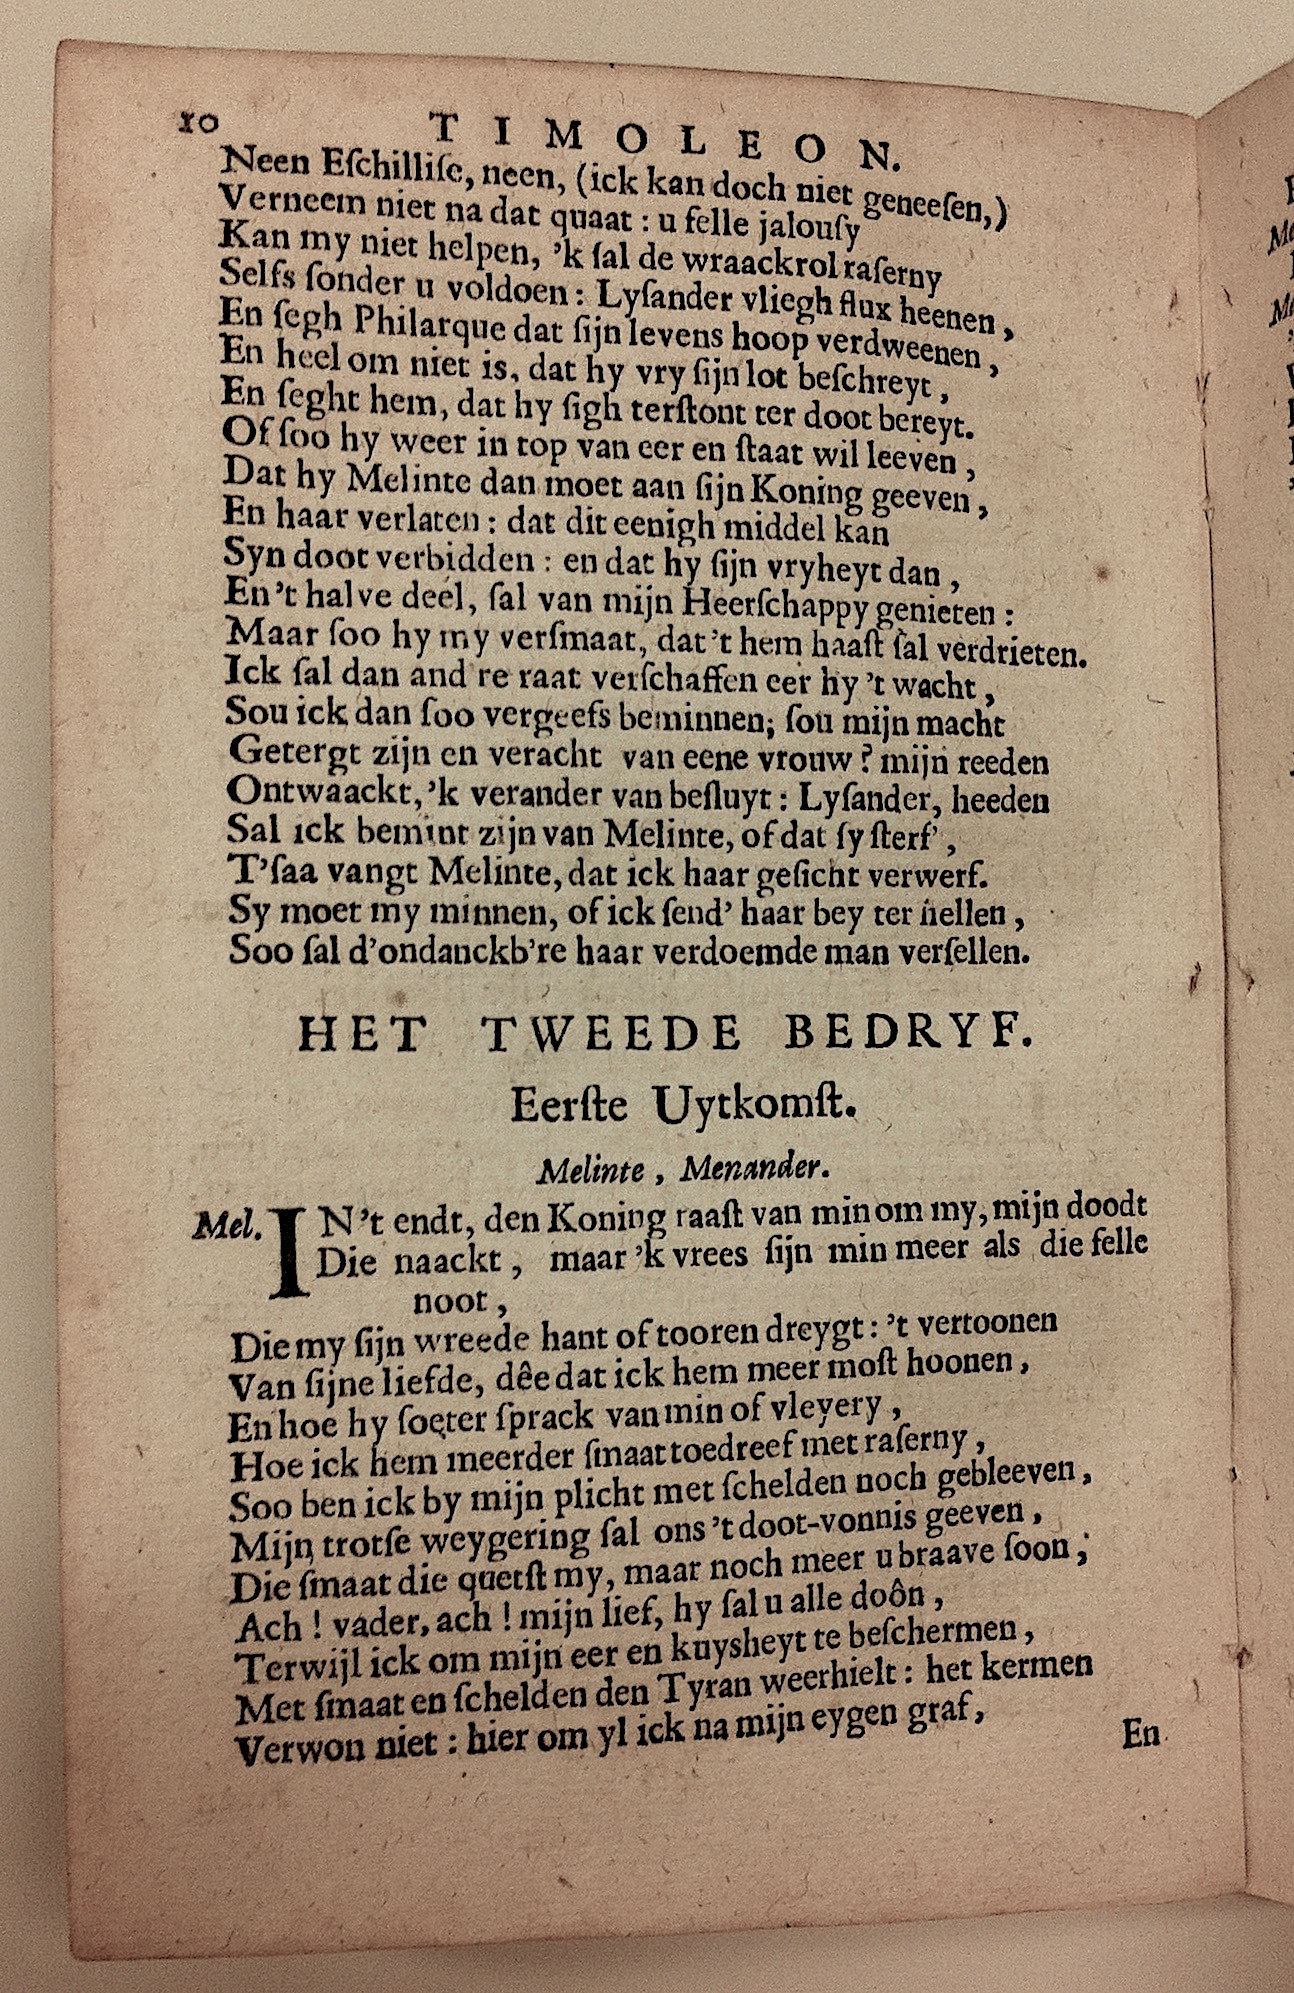 10 TIMOLEON.
Neen Eſchilliſe, neen, (ick kan doch niet geneeſen,)
Verneem niet na dat quaat : u felle jalouſy
Kan my niet helpen, ’k ſal de wraackrol raſerny
Selfs ſonder u voldoen : Lyſander vliegh flux heenen,
En ſegh Philarque dat ſijn levens hoop verdweenen,
En heel om niet is, dat hy vry ſijn lot beſchreyt,
En ſeght hem, dat hy ſigh terſtont ter doot bereyt.
Of ſoo hy weer in top van eer en ſtaat wil leeven,
Dat hy Melinte dan moet aan ſijn Koning geeven,
En haar verlaten : dat dit eenigh middel kan
Syn doot verbidden : en dat hy ſijn vryheyt dan,
En ’t halve deel, ſal van mijn Heerſchappy genieten :
Maar ſoo hy my verſmaat, dat ’t hem haaſt ſal verdrieten.
Ick ſal dan and’re raat verſchaffen eer hy ’t wacht,
Sou ick dan ſoo vergeefs beminnen; ſou mijn macht
Getergt zijn en veracht van eene vrouw ? mijn reeden
Ontwaackt, ’k verander van beſluyt : Lyſander, heeden
Sal ick bemint zijn van Melinte, of dat ſy ſterf’,
T’ſaa vangt Melinte, dat ick haar geſicht verwerf.
Sy moet my minnen, of ick ſend’ haar bey ter hellen,
Soo ſal d’ondanckb’re haar verdoemde man verſellen.
HET TWEEDE BEDRYF.
Eerſte Uytkomſt.
Melinte, Menander.
Mel. IN’t endt, den Koning raaſt van min om my, mijn doodt
Die naackt, maar ’k vrees ſijn min meer als die felle
noot,
Die my ſijn wreede hant of tooren dreygt : ’t vertoonen
Van ſijne liefde, dêe dat ick hem meer moſt hoonen,
En hoe hy ſoeter ſprack van min of vleyery,
Hoe ick hem meerder ſmaat toedreef met raſerny,
Soo ben ick by mijn plicht met ſchelden noch gebleeven,
Mijn trotſe weygering ſal ons ’t doot-vonnis geeven,
Die ſmaat die quetſt my, maar noch meer u braave ſoon;
Ach ! vader, ach ! mijn lief, hy ſal u alle doôn,
Terwijl ick om mijn eer en kuysheyt te beſchermen,
Met ſmaat en ſchelden den Tyran weerhielt : het kermen
Verwon niet : hier om yl ick na mijn eygen graf,
En